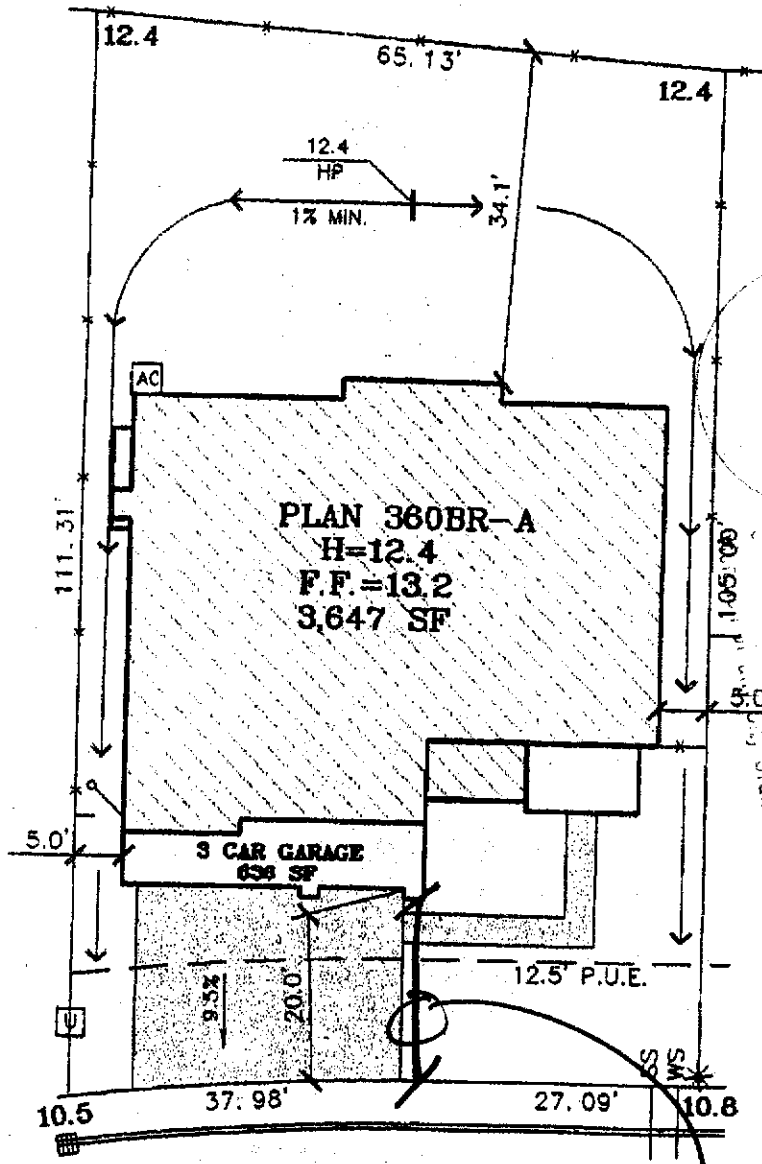 12.4
65.13'
12.4
12.4
HP
1% MIN.
34.1'
AC
111.31'
PLAN 360BR-A
H=12.4
F.F.=13.2
3,647 SF
105.00'
5.0
5.0'
3 CAR GARAGE
636 SF
9.5%
20.0'
12.5' P.U.E.
U
SS
WS
10.5
37.98'
27.09'
10.8